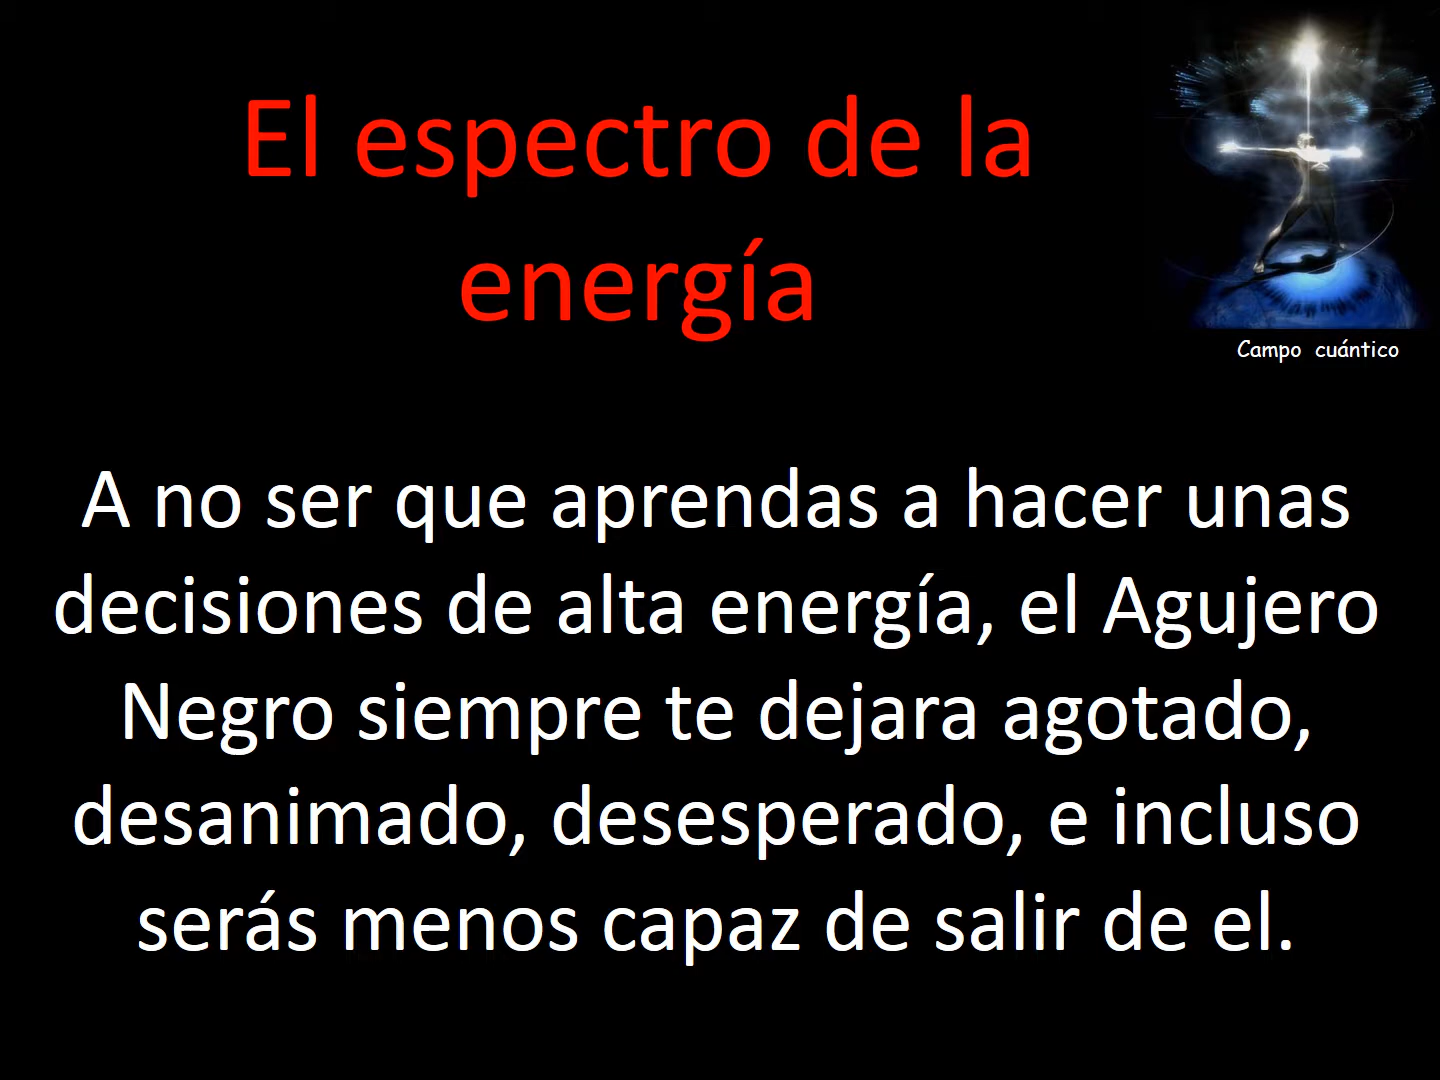 El espectro de la
energía
Campo cuántico
A no ser que aprendas a hacer unas
decisiones de alta energía, el Agujero
Negro siempre te dejara agotado,
desanimado, desesperado, e incluso
serás menos capaz de salir de el.